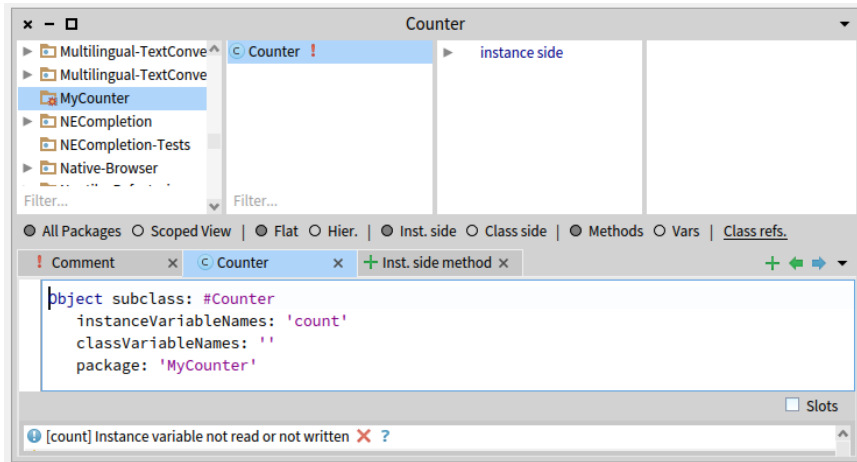 Counter
Multilingual-TextConve
Multilingual-TextConve
MyCounter
NECompletion
NECompletion-Tests
Native-Browser
Filter...
Counter !
Filter...
instance side
All Packages Scoped View | Flat Hier. | Inst. side Class side | Methods Vars | Class refs.
! Comment × C Counter × + Inst. side method ×
Object subclass: #Counter
instanceVariableNames: 'count'
classVariableNames: ''
package: 'MyCounter'
Slots
[count] Instance variable not read or not written ?